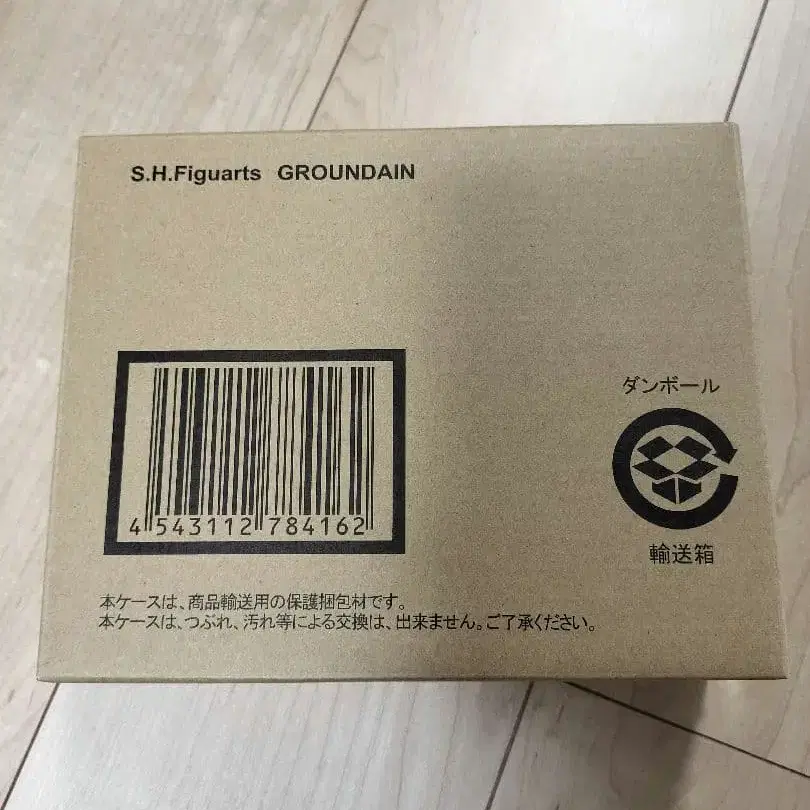 S.H.Figuarts GROUNDAIN
4 543112 784162
ダンボール
輸送箱
本ケースは、商品輸送用の保護梱包材です。
本ケースは、つぶれ、汚れ等による交換は、出来ません。ご了承ください。